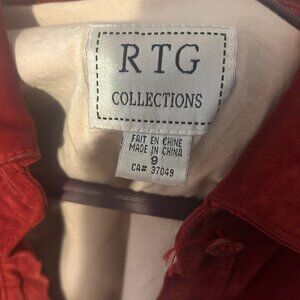 RTG
COLLECTIONS
FAIT EN CHINE
MADE IN CHINA
9
CA# 37049